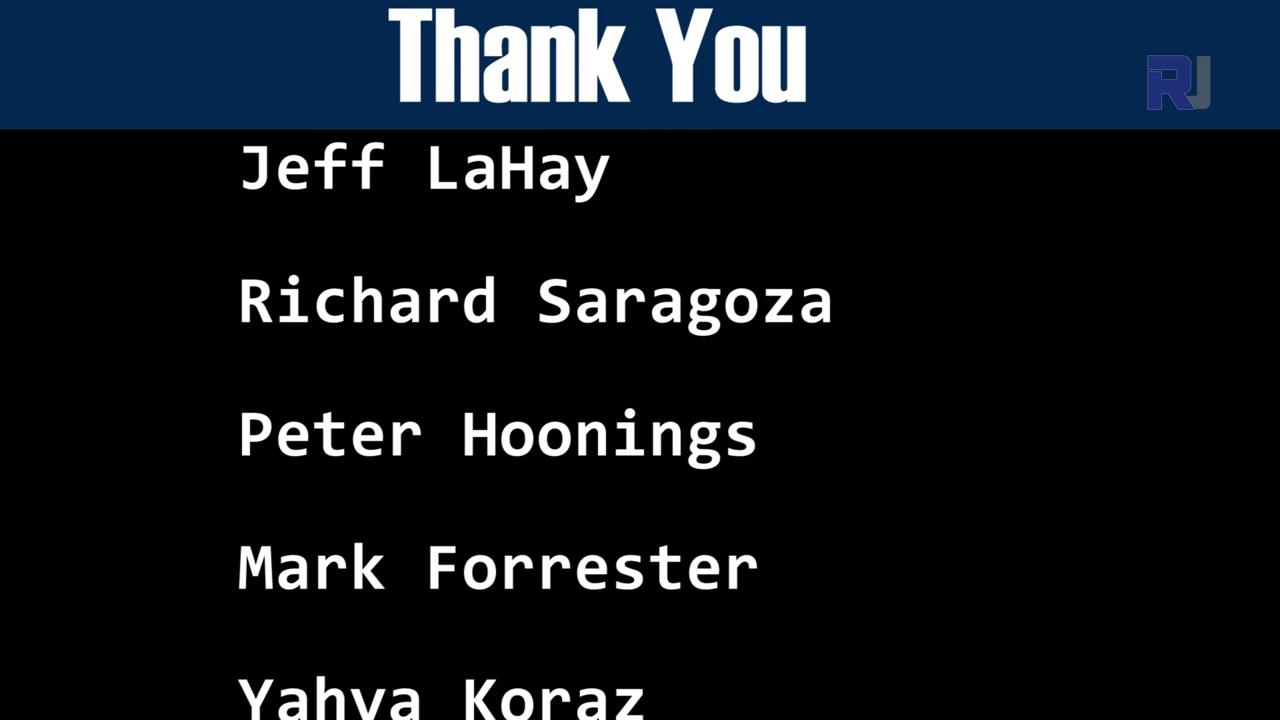 Thank You
RJ
Jeff LaHay
Richard Saragoza
Peter Hoonings
Mark Forrester
Yahya Koraz